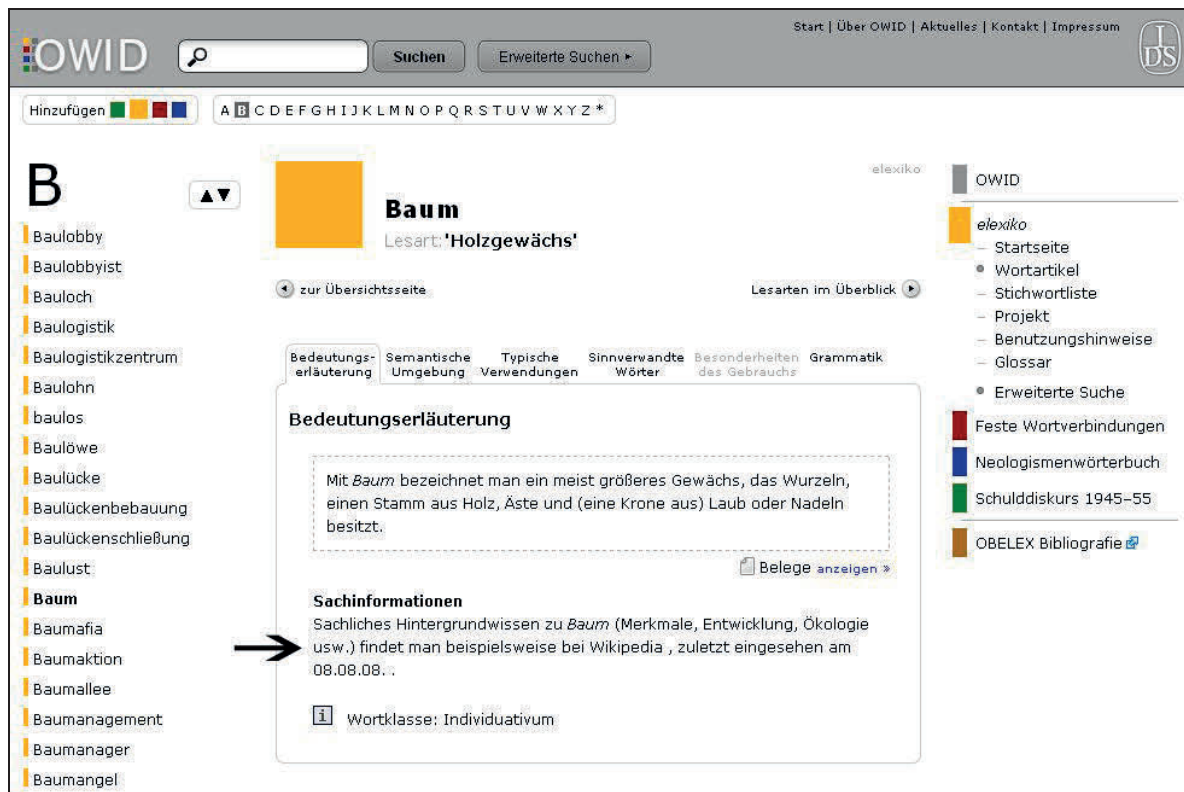 Start | Über OWID | Aktuelles | Kontakt | Impressum
OWID
Suchen
Erweiterte Suchen ▸
IDS
Hinzufügen
A B C D E F G H I J K L M N O P Q R S T U V W X Y Z *
B
▲▼
Baulobby
Baulobbyist
Bauloch
Baulogistik
Baulogistikzentrum
Baulohn
baulos
Baulöwe
Baulücke
Baulückenbebauung
Baulückenschließung
Baulust
Baum
Baumafia
Baumaktion
Baumallee
Baumanagement
Baumanager
Baumangel
elexiko
Baum
Lesart: 'Holzgewächs'
zur Übersichtsseite
Lesarten im Überblick
Bedeutungs-
erläuterung
Semantische
Umgebung
Typische
Verwendungen
Sinnverwandte
Wörter
Besonderheiten
des Gebrauchs
Grammatik
Bedeutungserläuterung
Mit Baum bezeichnet man ein meist größeres Gewächs, das Wurzeln,
einen Stamm aus Holz, Äste und (eine Krone aus) Laub oder Nadeln
besitzt.
Belege anzeigen »
Sachinformationen
Sachliches Hintergrundwissen zu Baum (Merkmale, Entwicklung, Ökologie
usw.) findet man beispielsweise bei Wikipedia , zuletzt eingesehen am
08.08.08. .
i Wortklasse: Individuativum
OWID
elexiko
– Startseite
• Wortartikel
– Stichwortliste
– Projekt
– Benutzungshinweise
– Glossar
• Erweiterte Suche
Feste Wortverbindungen
Neologismenwörterbuch
Schulddiskurs 1945–55
OBELEX Bibliografie